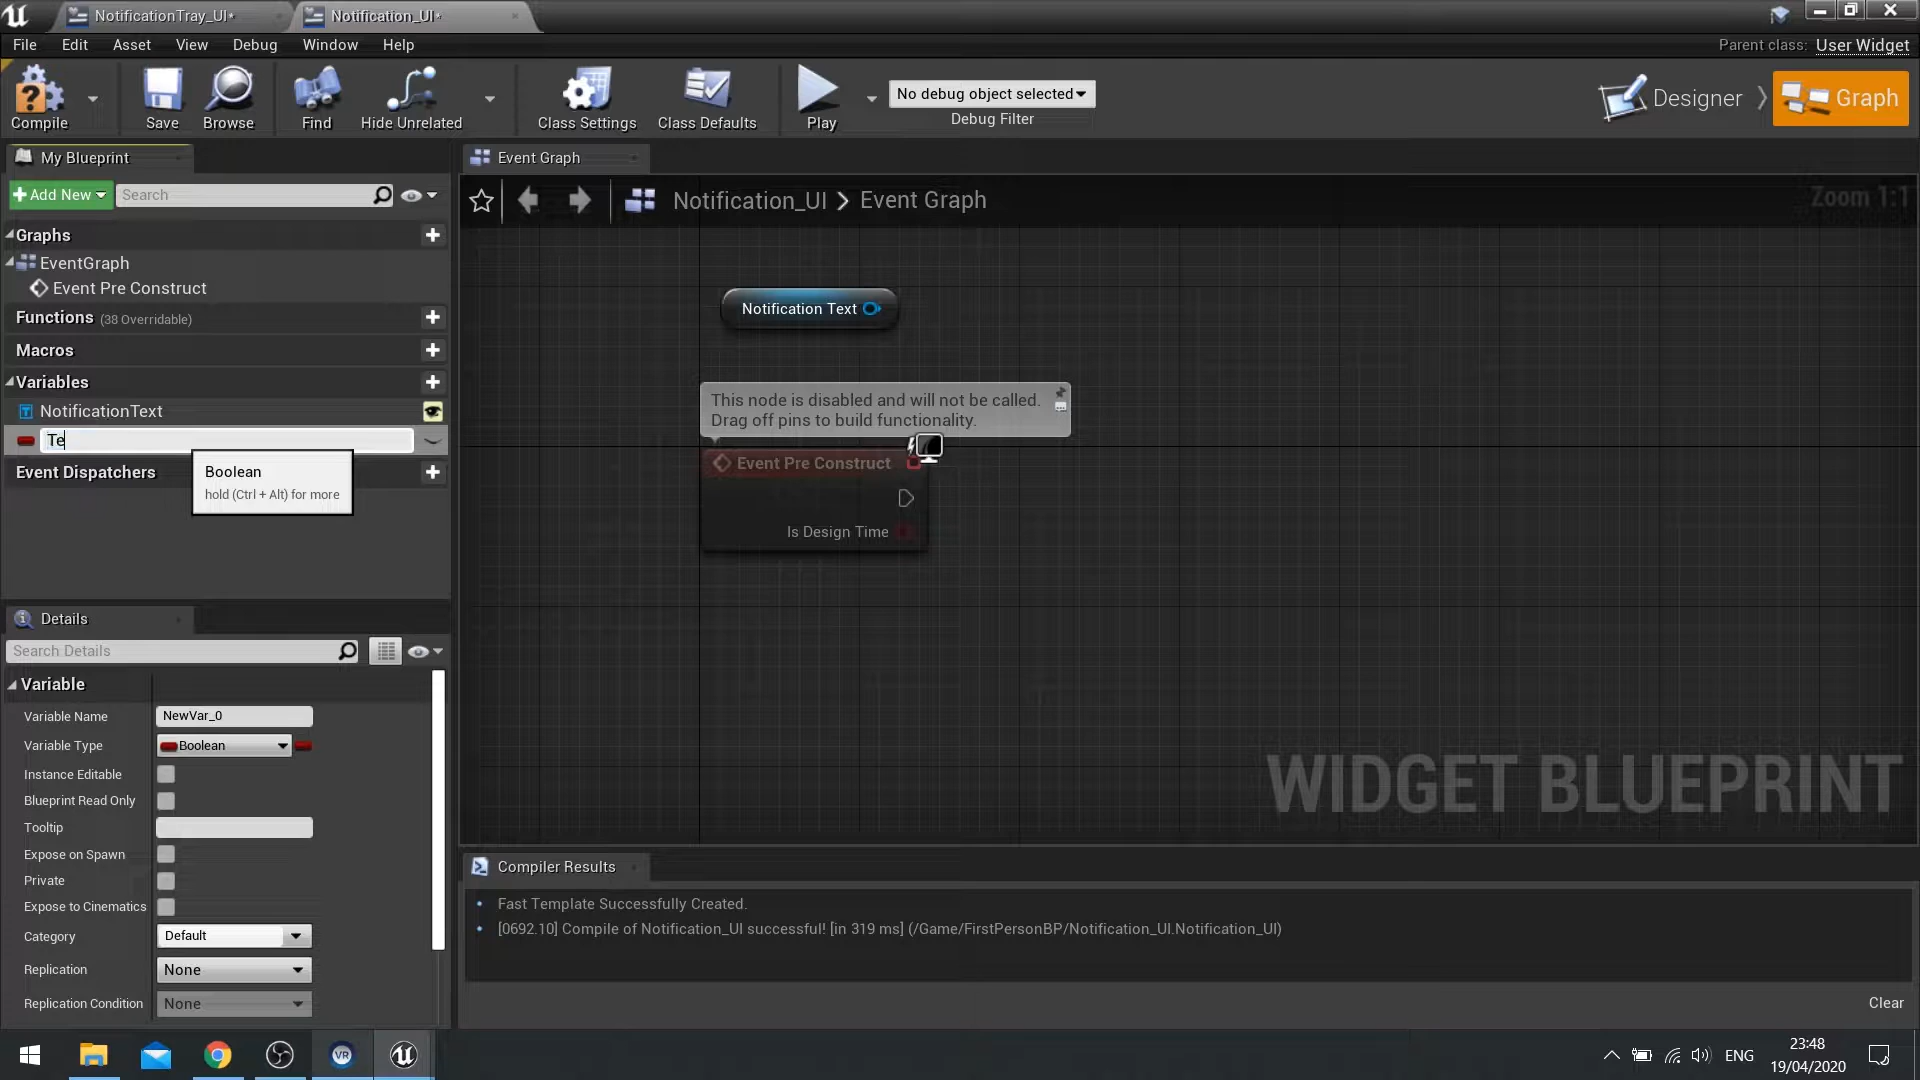 NotificationTray_UI*
Notification_UI*
File Edit Asset View Debug Window Help
Parent class: User Widget
Compile
Save
Browse
Find
Hide Unrelated
Class Settings
Class Defaults
Play
No debug object selected
Debug Filter
Designer
Graph
My Blueprint
Add New
Search
Graphs
EventGraph
Event Pre Construct
Functions (38 Overridable)
Macros
Variables
NotificationText
Te
Boolean
hold (Ctrl + Alt) for more
Event Dispatchers
Details
Search Details
Variable
Variable Name NewVar_0
Variable Type Boolean
Instance Editable
Blueprint Read Only
Tooltip
Expose on Spawn
Private
Expose to Cinematics
Category Default
Replication None
Replication Condition None
Event Graph
Notification_UI > Event Graph
Zoom 1:1
Notification Text
This node is disabled and will not be called.
Drag off pins to build functionality.
Event Pre Construct
Is Design Time
WIDGET BLUEPRINT
Compiler Results
• Fast Template Successfully Created.
• [0692.10] Compile of Notification_UI successful! [in 319 ms] (/Game/FirstPersonBP/Notification_UI.Notification_UI)
Clear
VR
ENG
23:48
19/04/2020